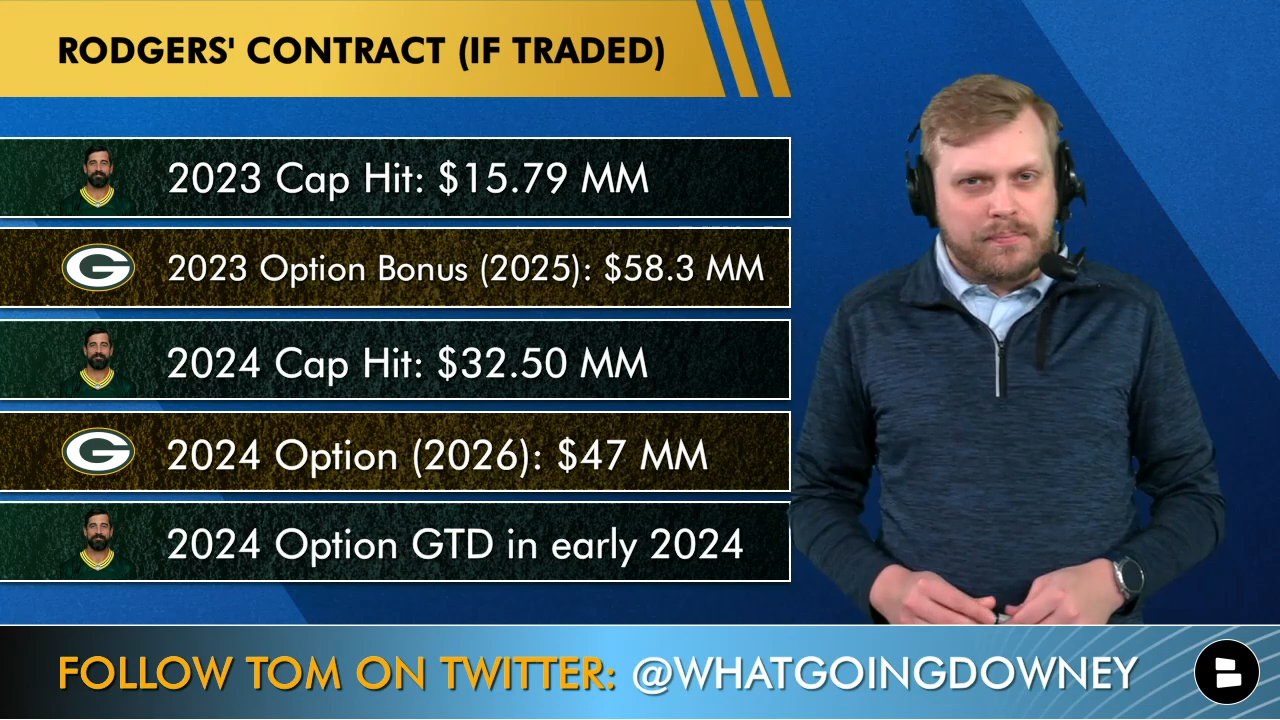 RODGERS' CONTRACT (IF TRADED)
2023 Cap Hit: $15.79 MM
2023 Option Bonus (2025): $58.3 MM
2024 Cap Hit: $32.50 MM
2024 Option (2026): $47 MM
2024 Option GTD in early 2024
FOLLOW TOM ON TWITTER: @WHATGOINGDOWNEY